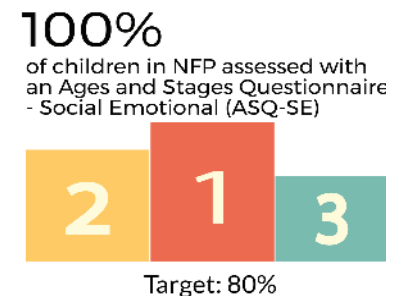 100%
of children in NFP assessed with
an Ages and Stages Questionnaire
- Social Emotional (ASQ-SE)
2 1 3
Target: 80%